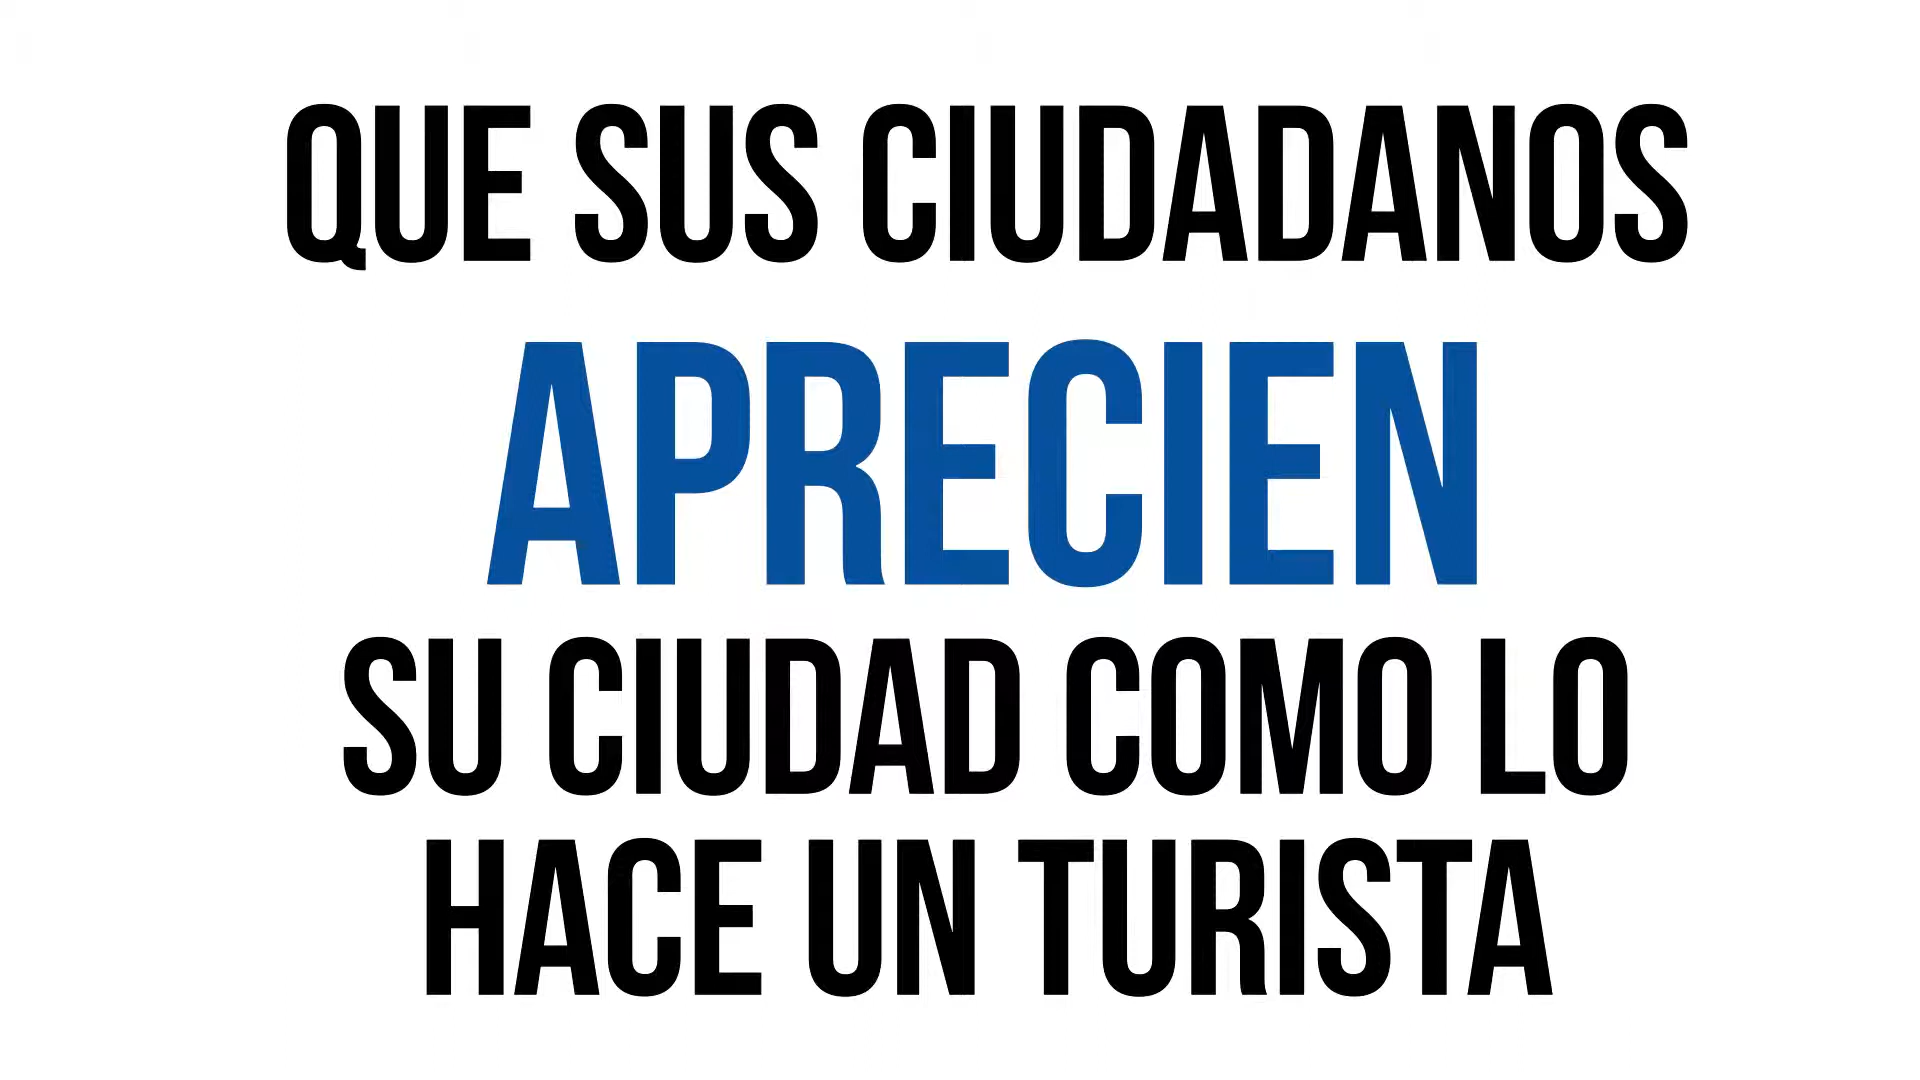 QUE SUS CIUDADANOS
APRECIEN
SU CIUDAD COMO LO
HACE UN TURISTA